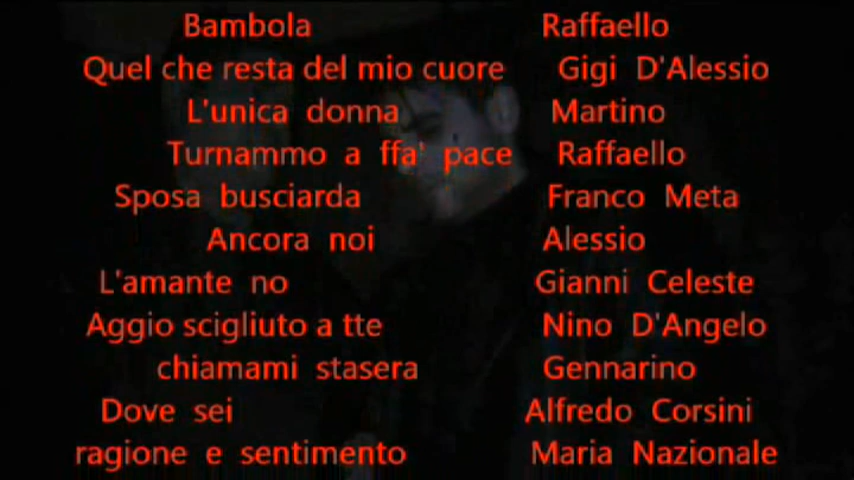 Bambola Raffaello
Quel che resta del mio cuore Gigi D'Alessio
L'unica donna Martino
Turnammo a ffa' pace Raffaello
Sposa busciarda Franco Meta
Ancora noi Alessio
L'amante no Gianni Celeste
Aggio scigliuto a tte Nino D'Angelo
chiamami stasera Gennarino
Dove sei Alfredo Corsini
ragione e sentimento Maria Nazionale